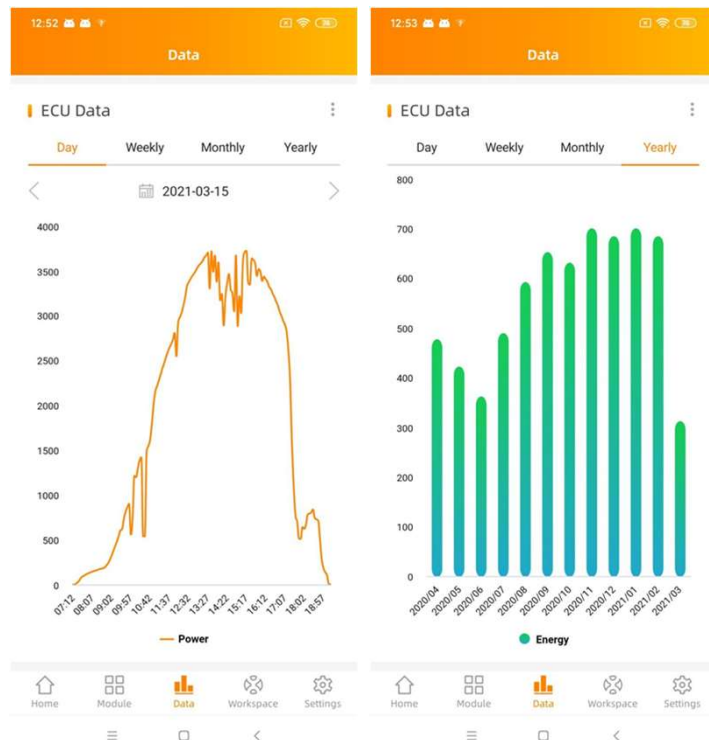 12:52
Data
ECU Data
Day Weekly Monthly Yearly
2021-03-15
4000
3500
3000
2500
2000
1500
1000
500
0
07:12 08:07 09:02 09:57 10:42 11:37 12:32 13:27 14:22 15:17 16:12 17:07 18:02 18:57
Power
Home Module Data Workspace Settings
12:53
Data
ECU Data
Day Weekly Monthly Yearly
800
700
600
500
400
300
200
100
0
2020/04 2020/05 2020/06 2020/07 2020/08 2020/09 2020/10 2020/11 2020/12 2021/01 2021/02 2021/03
Energy
Home Module Data Workspace Settings